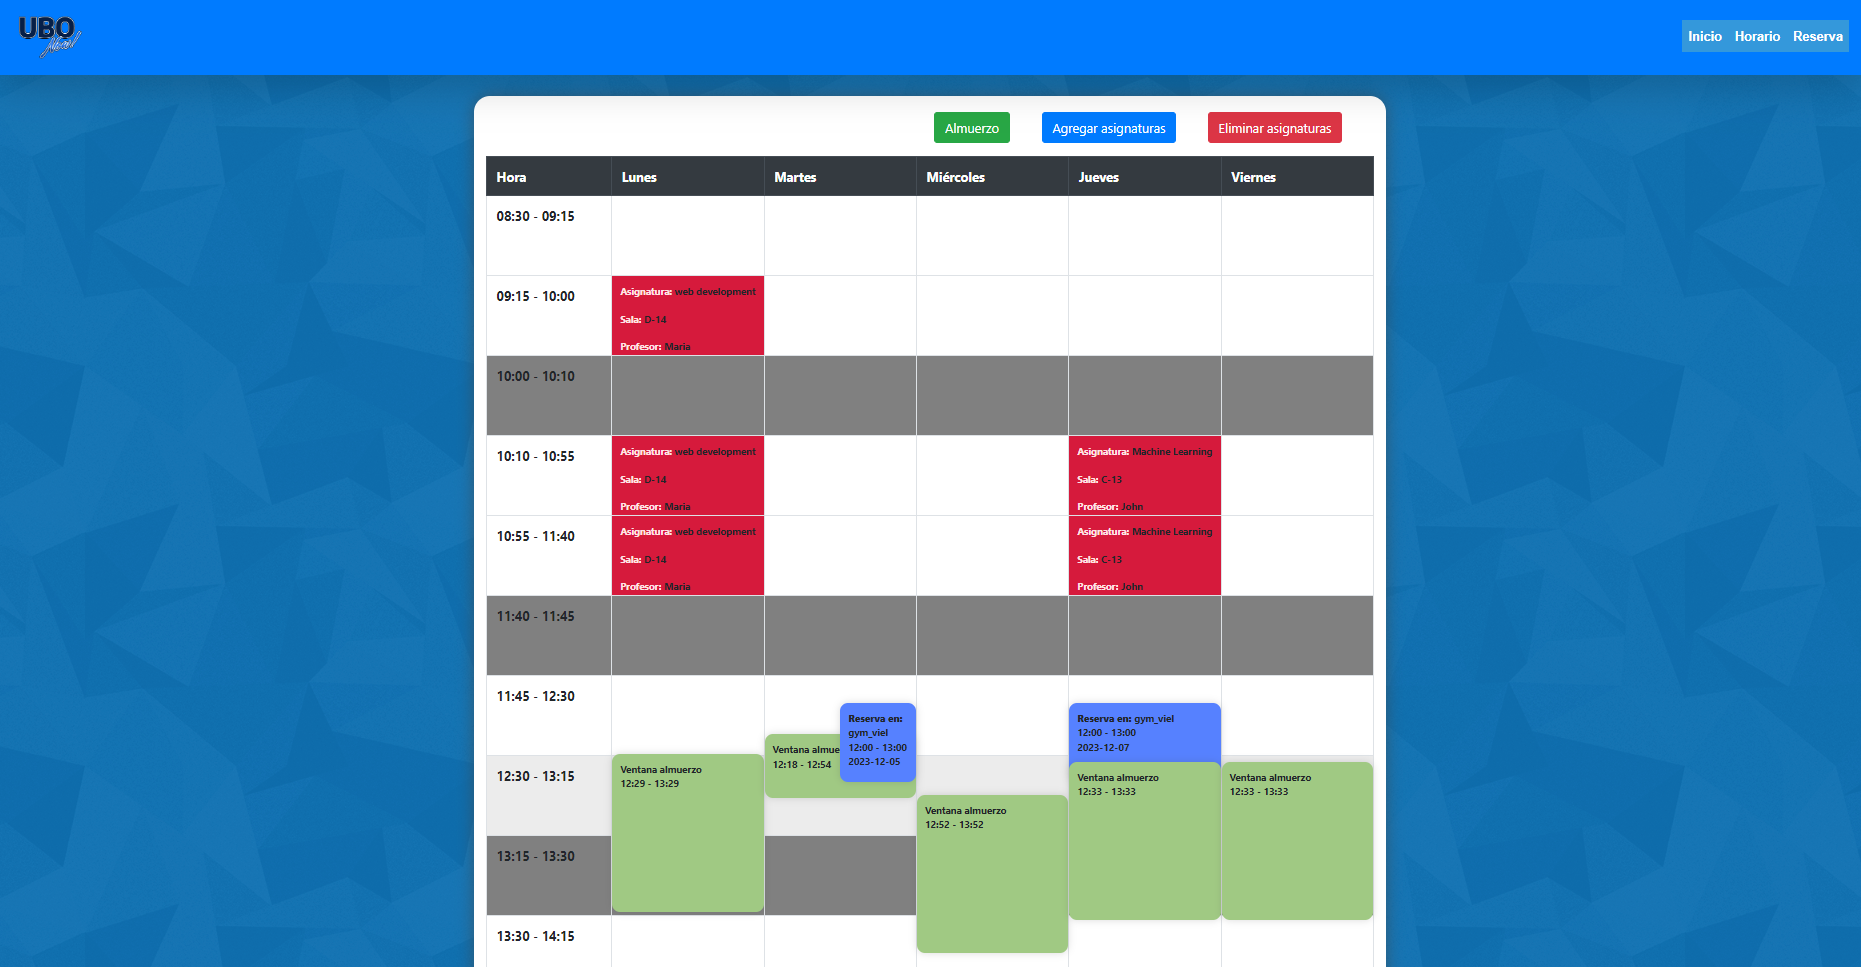 UBO
Meal
Inicio Horario Reserva
Almuerzo Agregar asignaturas Eliminar asignaturas
Hora Lunes Martes Miércoles Jueves Viernes
08:30 - 09:15
09:15 - 10:00
Asignatura: web development
Sala: D-14
Profesor: Maria
10:00 - 10:10
10:10 - 10:55
Asignatura: web development
Sala: D-14
Profesor: Maria
Asignatura: Machine Learning
Sala: C-13
Profesor: John
10:55 - 11:40
Asignatura: web development
Sala: D-14
Profesor: Maria
Asignatura: Machine Learning
Sala: C-13
Profesor: John
11:40 - 11:45
11:45 - 12:30
Reserva en:
gym_viel
12:00 - 13:00
2023-12-05
Reserva en: gym_viel
12:00 - 13:00
2023-12-07
12:30 - 13:15
Ventana almuerzo
12:29 - 13:29
Ventana almue
12:18 - 12:54
Ventana almuerzo
12:52 - 13:52
Ventana almuerzo
12:33 - 13:33
Ventana almuerzo
12:33 - 13:33
13:15 - 13:30
13:30 - 14:15